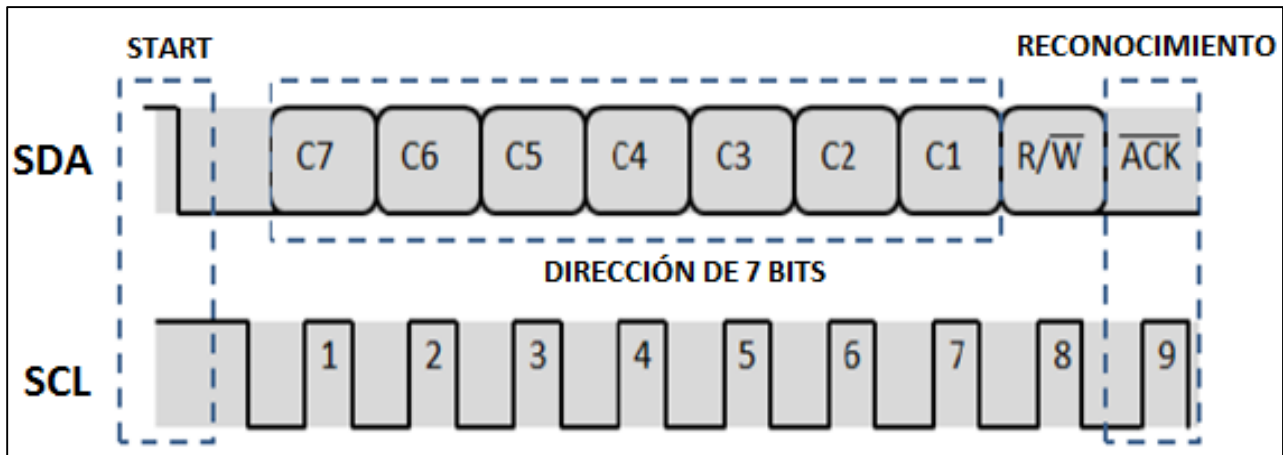 START
RECONOCIMIENTO
SDA
C7 C6 C5 C4 C3 C2 C1 R/W̅ A̅C̅K̅
DIRECCIÓN DE 7 BITS
SCL
1 2 3 4 5 6 7 8 9